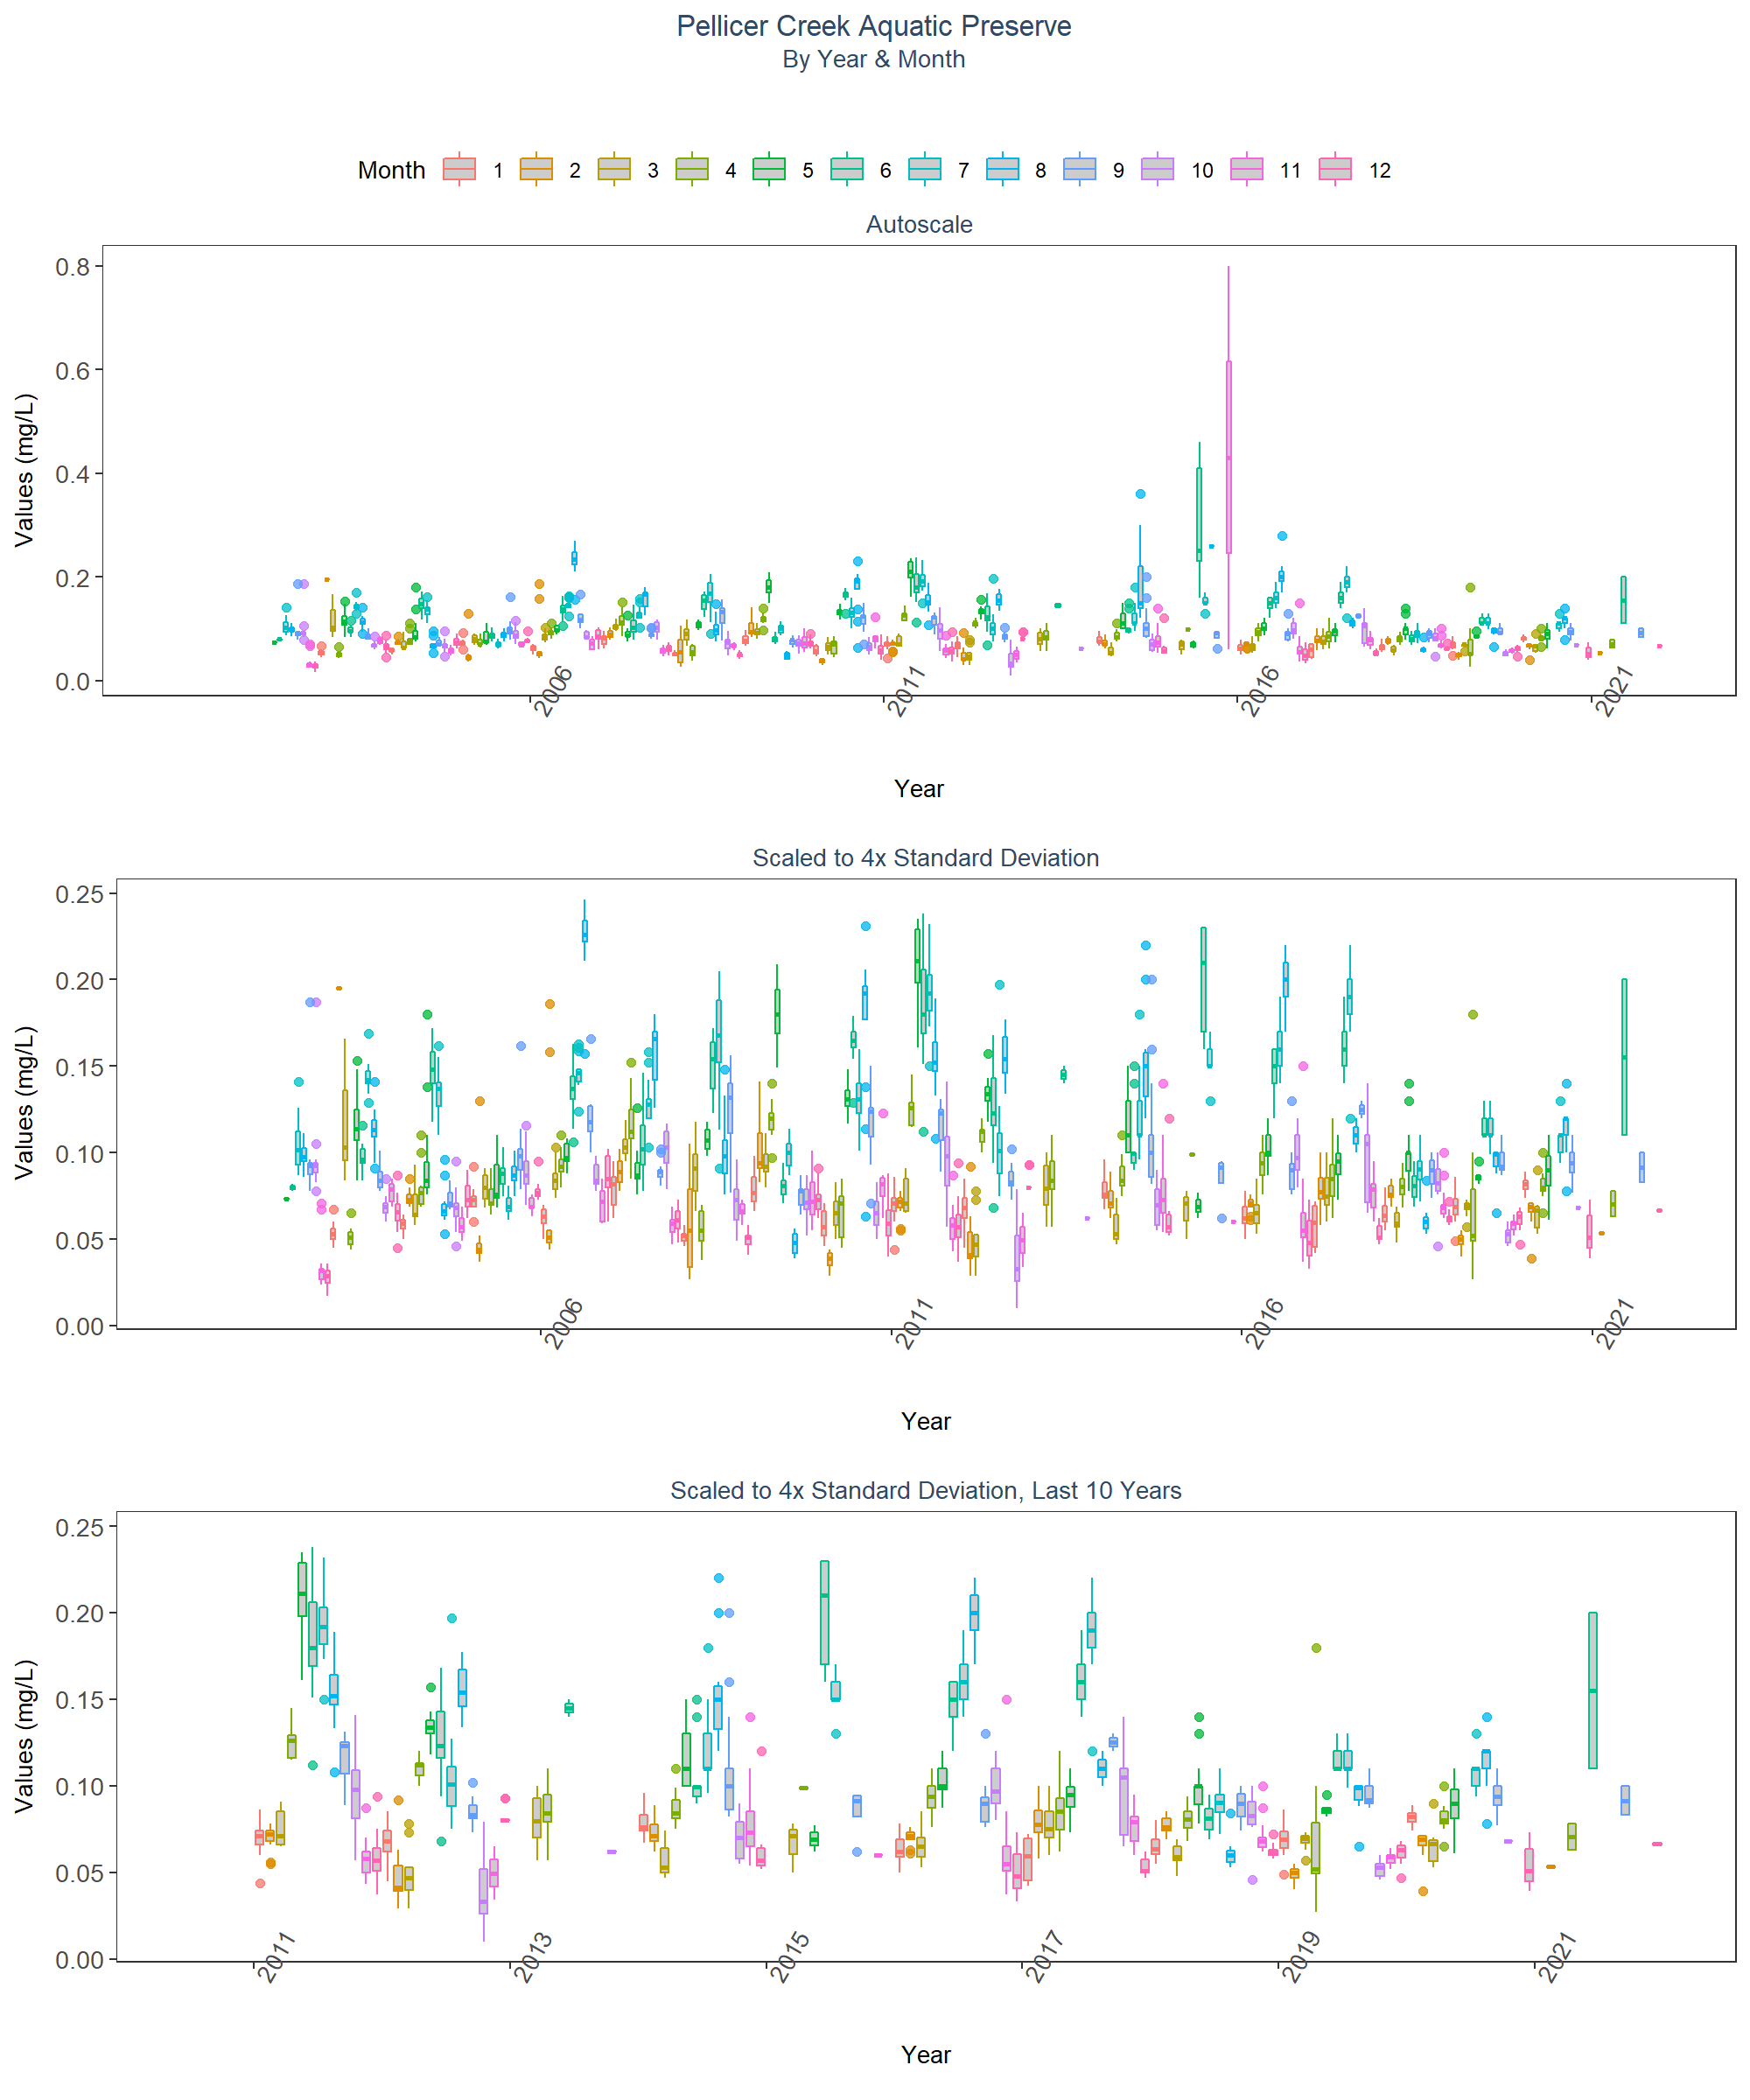 Pellicer Creek Aquatic Preserve
By Year & Month
Month 1 2 3 4 5 6 7 8 9 10 11 12
Autoscale
Values (mg/L)
0.8
0.6
0.4
0.2
0.0
2006 2011 2016 2021
Year
Scaled to 4x Standard Deviation
Values (mg/L)
0.25
0.20
0.15
0.10
0.05
0.00
2006 2011 2016 2021
Year
Scaled to 4x Standard Deviation, Last 10 Years
Values (mg/L)
0.25
0.20
0.15
0.10
0.05
0.00
2011 2013 2015 2017 2019 2021
Year